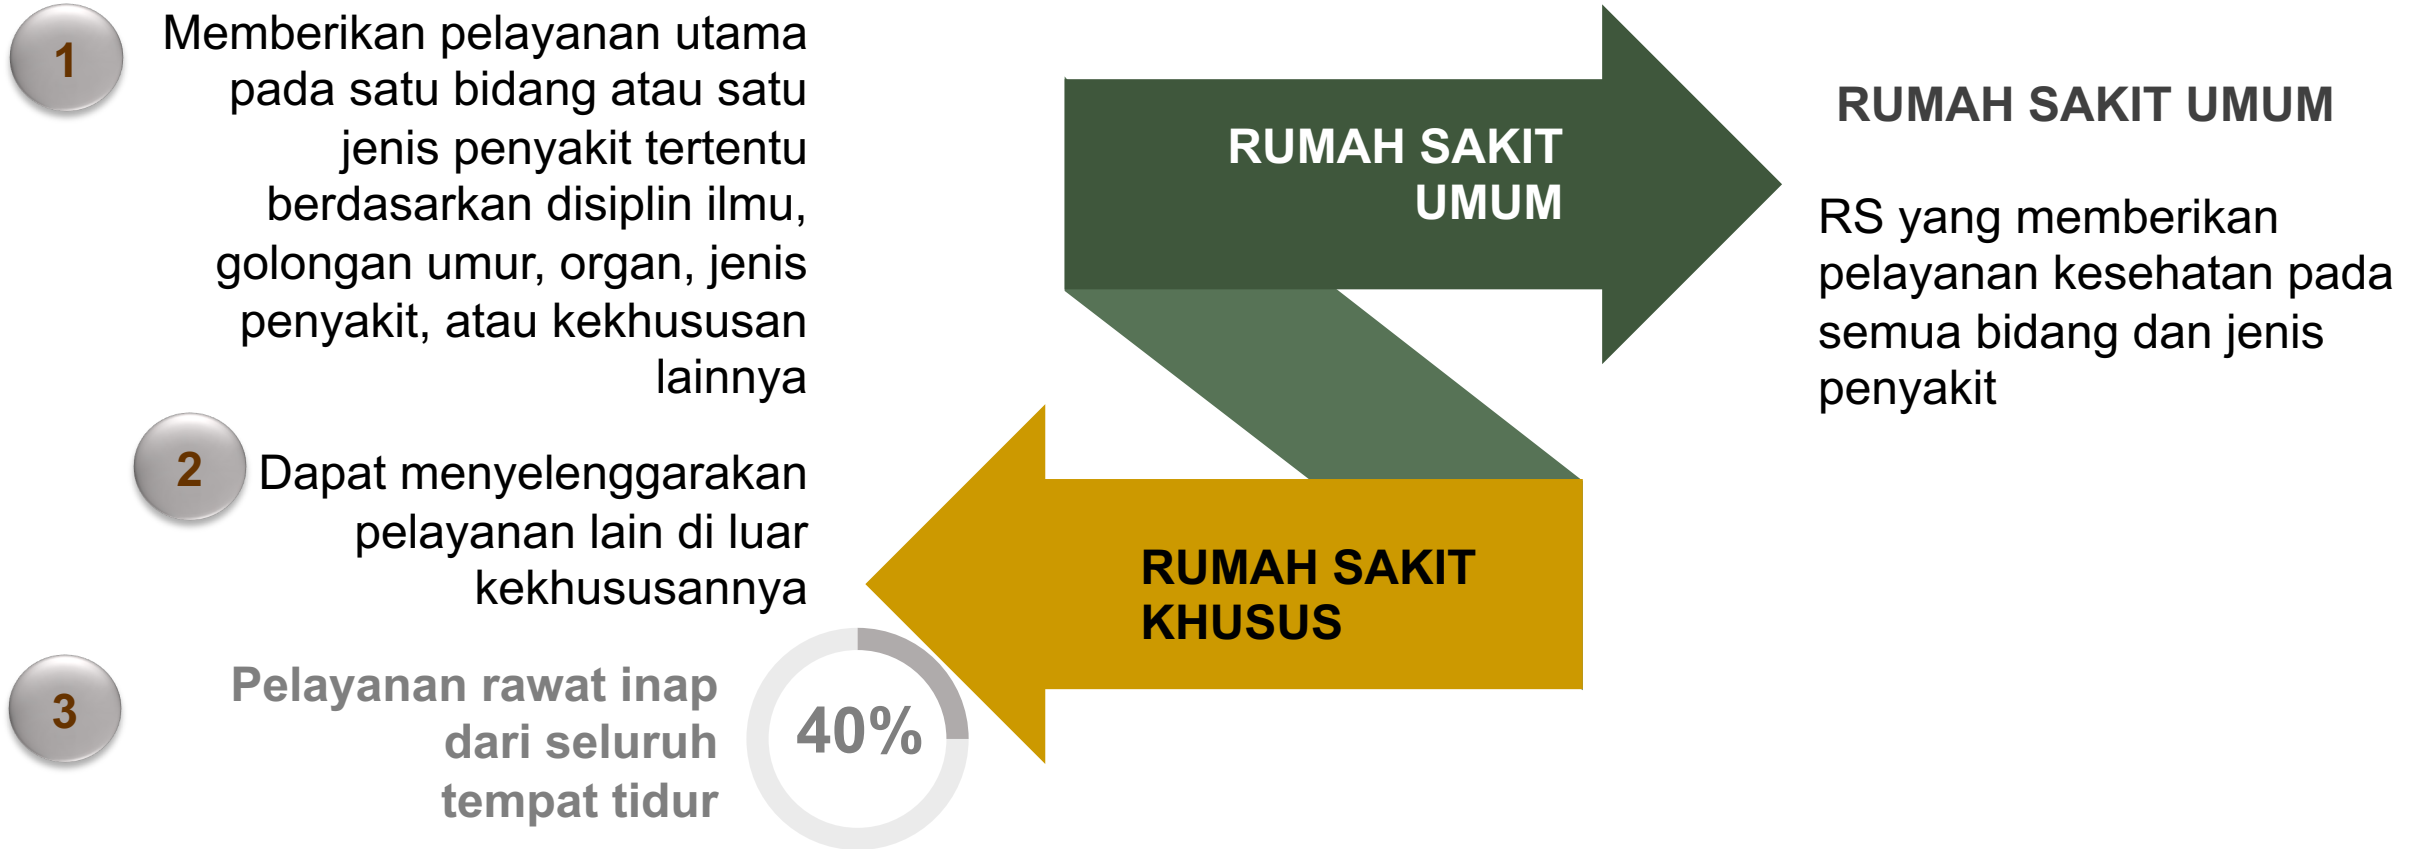 1
Memberikan pelayanan utama
pada satu bidang atau satu
jenis penyakit tertentu
berdasarkan disiplin ilmu,
golongan umur, organ, jenis
penyakit, atau kekhususan
lainnya
2
Dapat menyelenggarakan
pelayanan lain di luar
kekhususannya
3
Pelayanan rawat inap
dari seluruh
tempat tidur
40%
RUMAH SAKIT
UMUM
RUMAH SAKIT
KHUSUS
RUMAH SAKIT UMUM
RS yang memberikan
pelayanan kesehatan pada
semua bidang dan jenis
penyakit